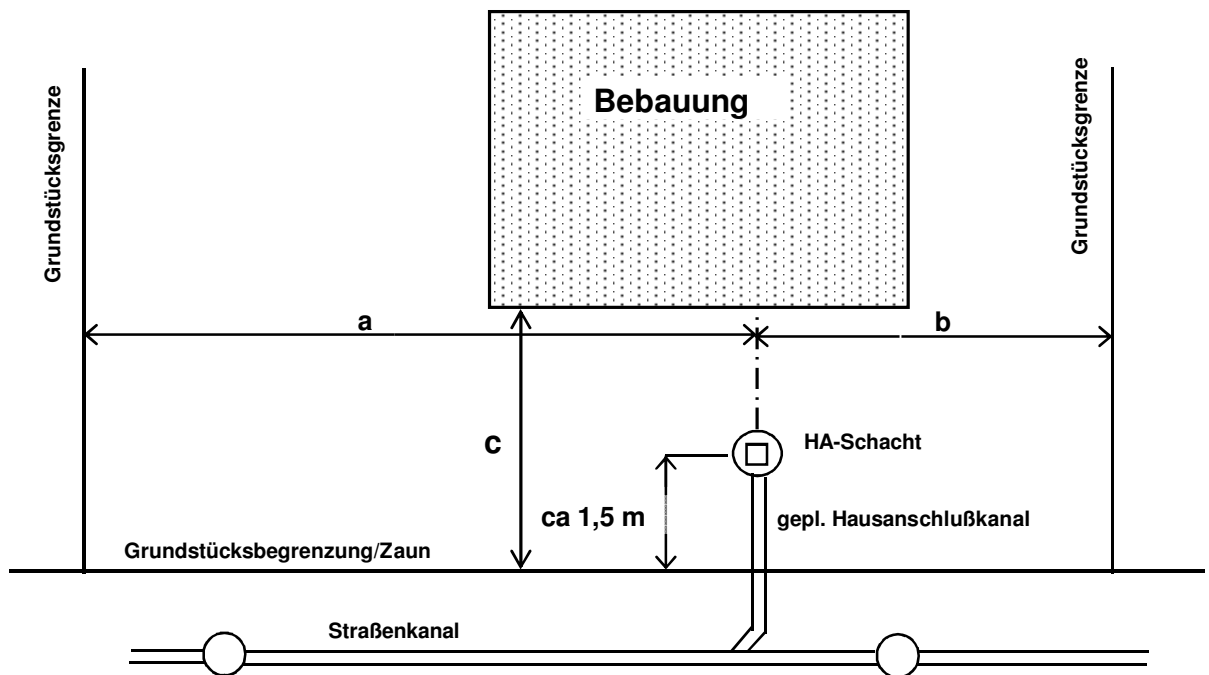 Grundstücksgrenze
Bebauung
Grundstücksgrenze
a
b
c
HA-Schacht
ca 1,5 m
gepl. Hausanschlußkanal
Grundstücksbegrenzung/Zaun
Straßenkanal